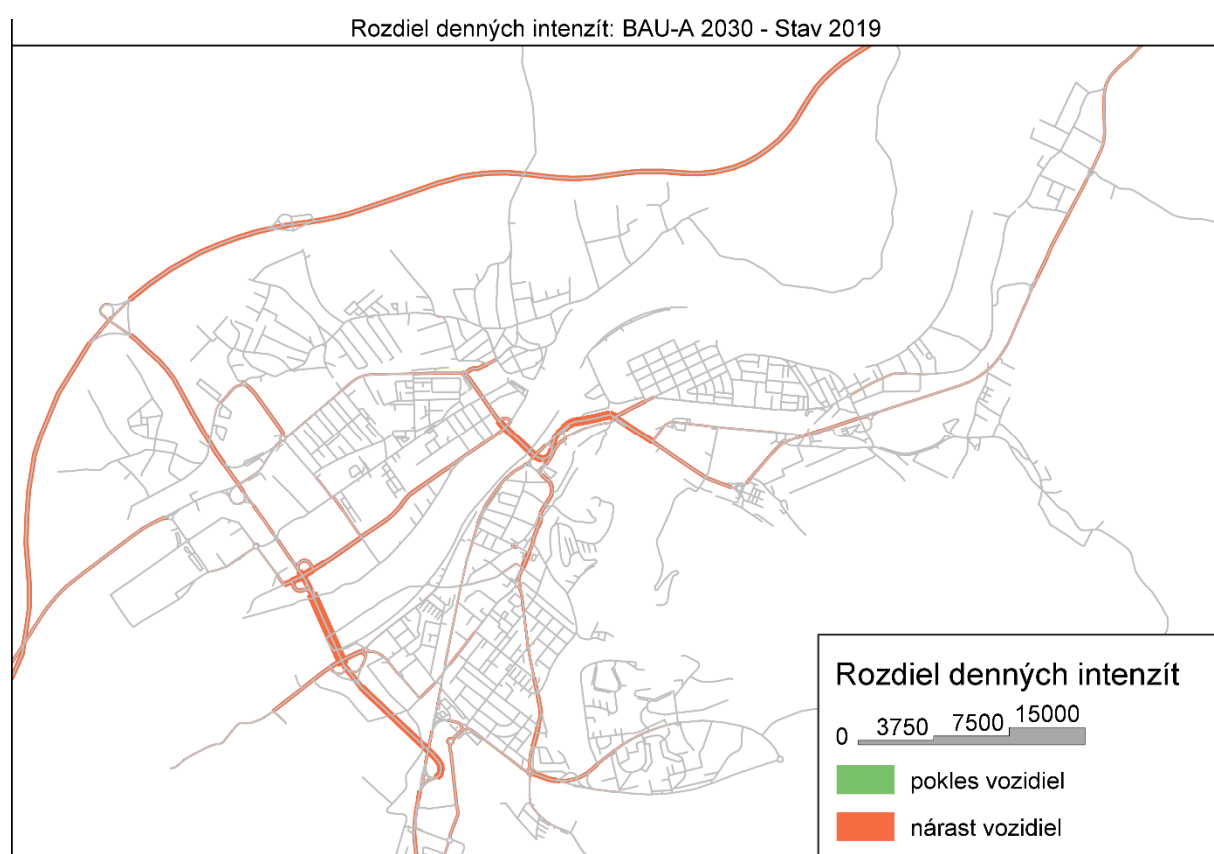 Rozdiel denných intenzít: BAU-A 2030 - Stav 2019
Rozdiel denných intenzít
0 3750 7500 15000
pokles vozidiel
nárast vozidiel